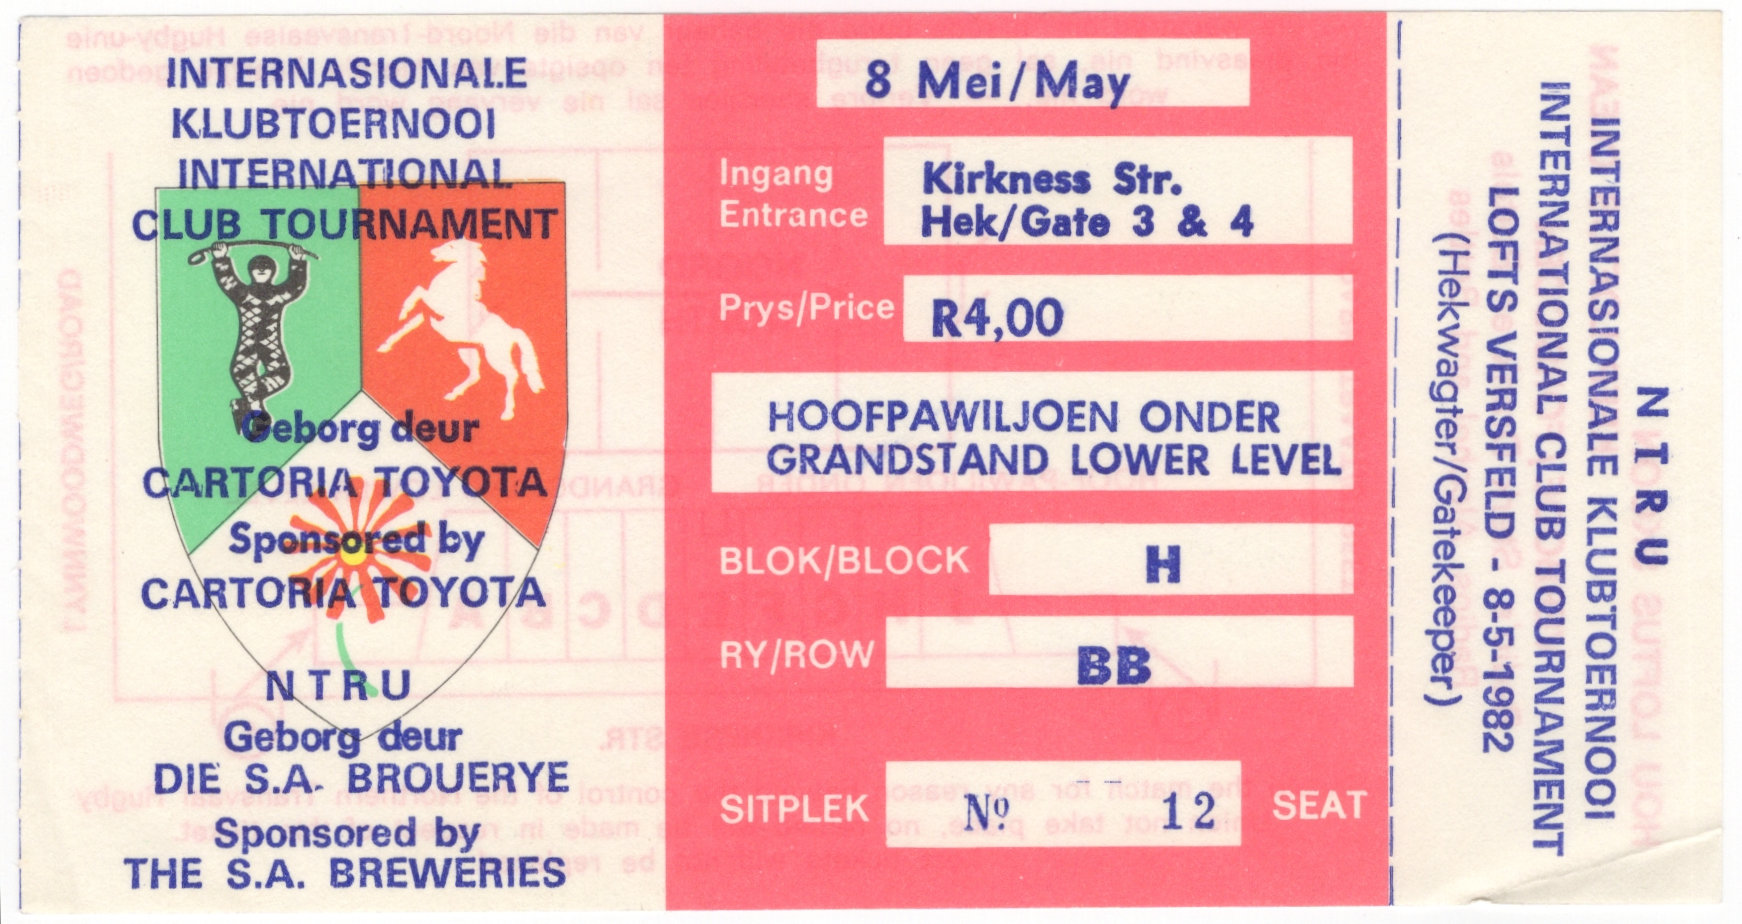 INTERNASIONALE
KLUBTOERNOOI
INTERNATIONAL
CLUB TOURNAMENT
Geborg deur
CARTORIA TOYOTA
Sponsored by
CARTORIA TOYOTA
NTRU
Geborg deur
DIE S.A. BROUERYE
Sponsored by
THE S.A. BREWERIES
8 Mei/May
Ingang
Entrance
Kirkness Str.
Hek/Gate 3 & 4
Prys/Price
R4,00
HOOFPAWILJOEN ONDER
GRANDSTAND LOWER LEVEL
BLOK/BLOCK
H
RY/ROW
BB
SITPLEK
Nº 12
SEAT
NTRU
INTERNASIONALE KLUBTOERNOOI
INTERNATIONAL CLUB TOURNAMENT
LOFTS VERSFELD - 8-5-1982
(Hekwagter/Gatekeeper)